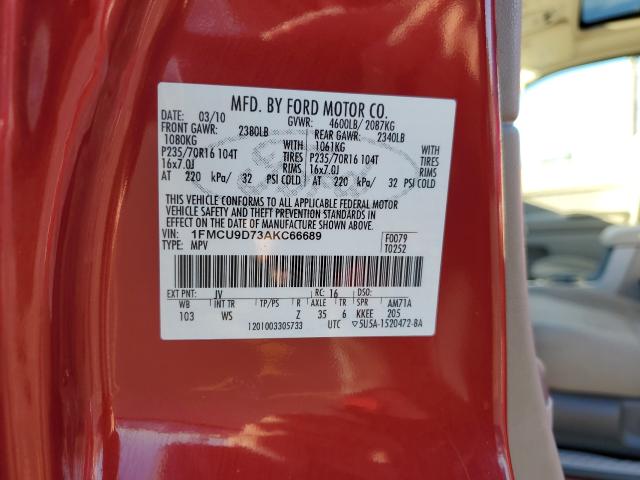 MFD. BY FORD MOTOR CO.
DATE: 03/10 GVWR: 4600LB/ 2087KG
FRONT GAWR: 2380LB REAR GAWR: 2340LB
1080KG WITH 1061KG WITH
P235/70R16 104T TIRES P235/70R16 104T TIRES
16x7.0J RIMS 16x7.0J RIMS
AT 220 kPa/ 32 PSI COLD AT 220 kPa/ 32 PSI COLD
THIS VEHICLE CONFORMS TO ALL APPLICABLE FEDERAL MOTOR
VEHICLE SAFETY AND THEFT PREVENTION STANDARDS IN
EFFECT ON THE DATE OF MANUFACTURE SHOWN ABOVE.
VIN: 1FMCU9D73AKC66689 F0079
TYPE: MPV T0252
EXT PNT: JV RC: 16 DSO:
WB INT TR TP/PS R AXLE TR SPR AM71A
103 WS Z 35 6 KKEE 205
1201003305733 UTC ▽5U5A-1520472-BA